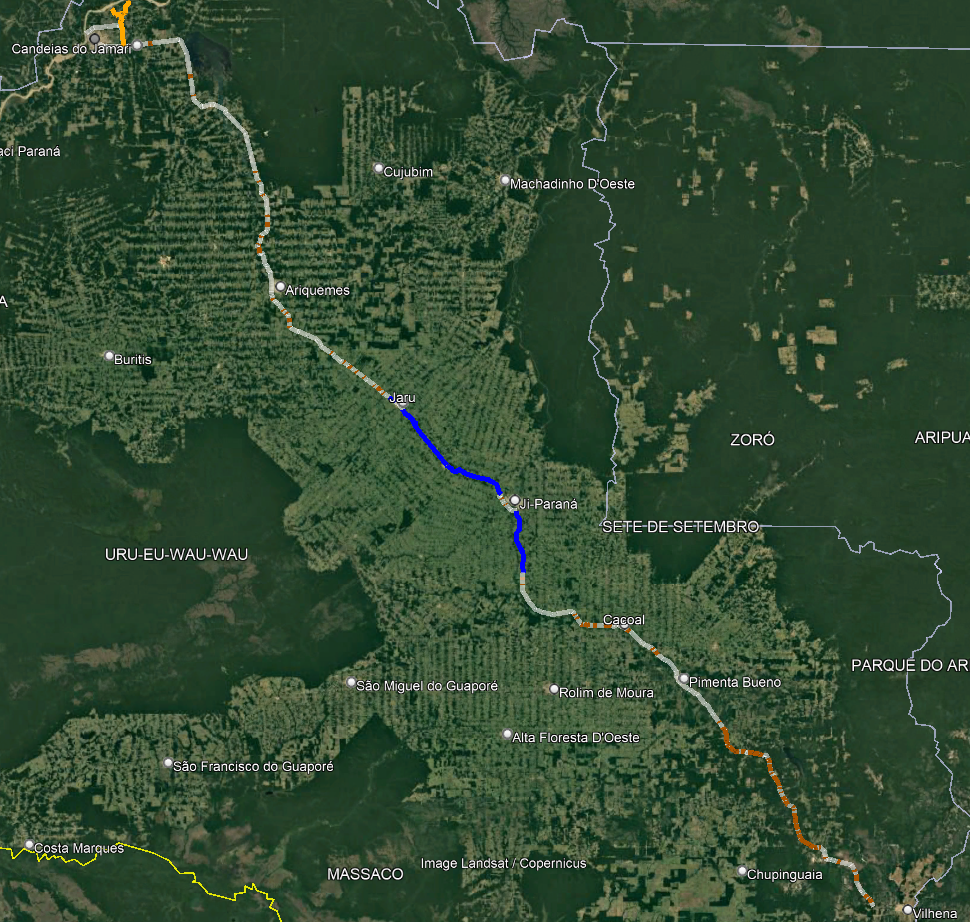 Candeias do Jamari
aci Paraná
Cujubim
Machadinho D'Oeste
Ariquemes
A
Buritis
Jaru
ZORÓ
ARIPUA
Ji-Paraná
SETE DE SETEMBRO
URU-EU-WAU-WAU
Cacoal
PARQUE DO AR
São Miguel do Guaporé
Pimenta Bueno
Rolim de Moura
Alta Floresta D'Oeste
São Francisco do Guaporé
Costa Marques
Image Landsat / Copernicus
MASSACO
Chupinguaia
Vilhena